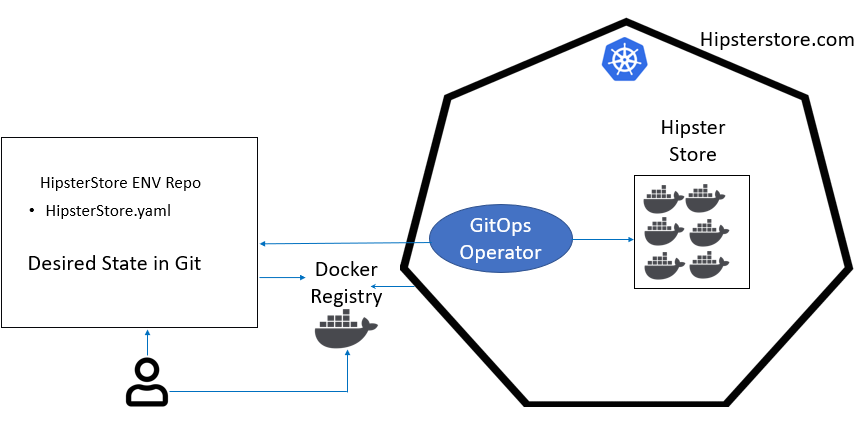 Hipsterstore.com
Hipster
Store
HipsterStore ENV Repo
• HipsterStore.yaml
Desired State in Git
GitOps
Operator
Docker
Registry